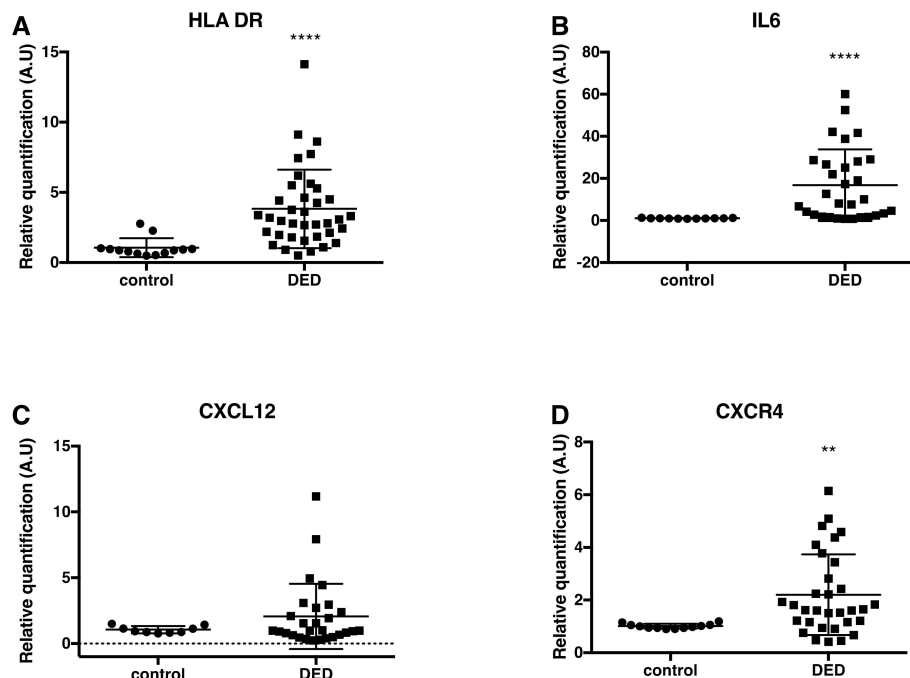 A
HLA DR
****
Relative quantification (A.U)
15
10
5
0
control
DED
B
IL6
****
Relative quantification (A.U)
80
60
40
20
0
-20
control
DED
C
CXCL12
Relative quantification (A.U)
15
10
5
0
control
DED
D
CXCR4
**
Relative quantification (A.U)
8
6
4
2
0
control
DED